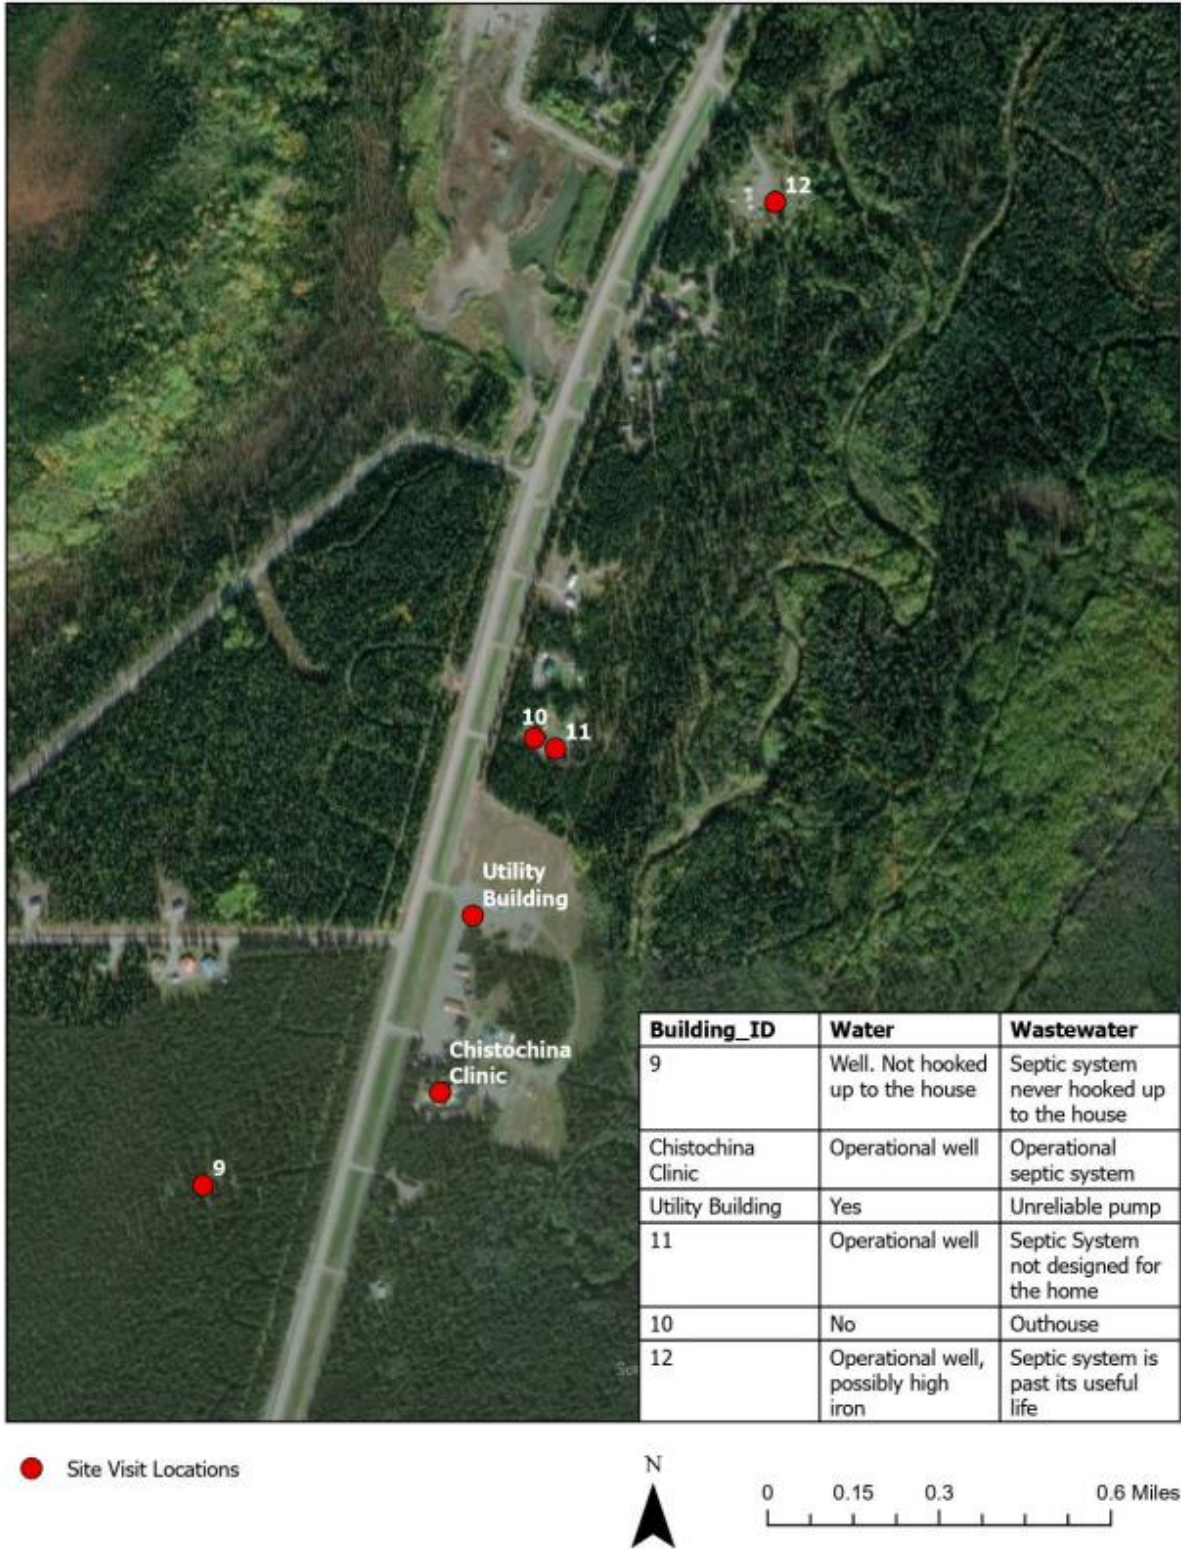 12
10
11
Utility
Building
Chistochina
Clinic
9
Building_ID Water Wastewater
9 Well. Not hooked up to the house Septic system never hooked up to the house
Chistochina Clinic Operational well Operational septic system
Utility Building Yes Unreliable pump
11 Operational well Septic System not designed for the home
10 No Outhouse
12 Operational well, possibly high iron Septic system is past its useful life
Site Visit Locations
N
0 0.15 0.3 0.6 Miles